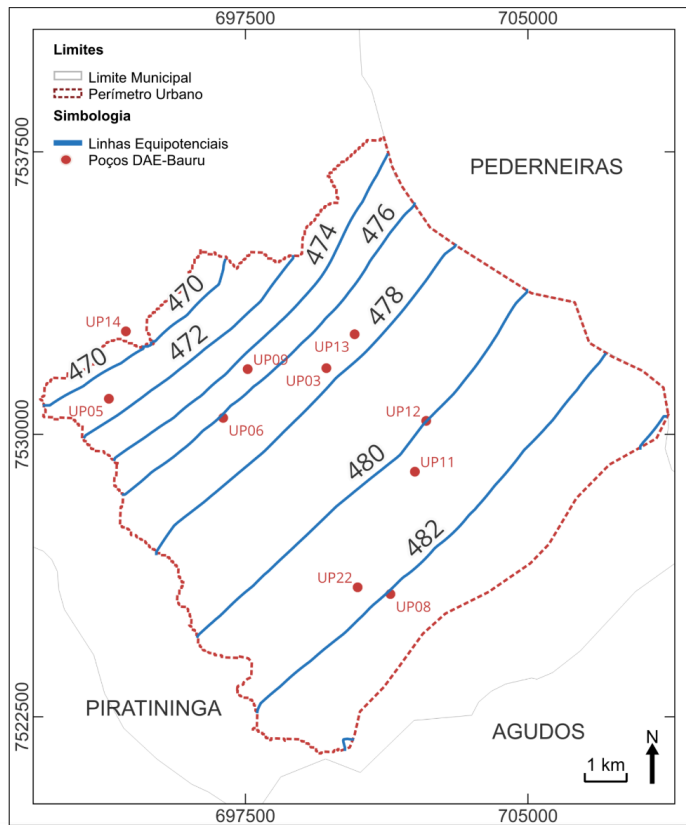 697500
705000
Limites
Limite Municipal
Perímetro Urbano
Simbologia
Linhas Equipotenciais
Poços DAE-Bauru
7537500
PEDERNEIRAS
474
476
470
478
UP14
472
UP13
470
UP09
UP03
UP05
7530000
UP06
UP12
480
UP11
482
UP22
UP08
PIRATININGA
7522500
AGUDOS
N
1 km
697500
705000